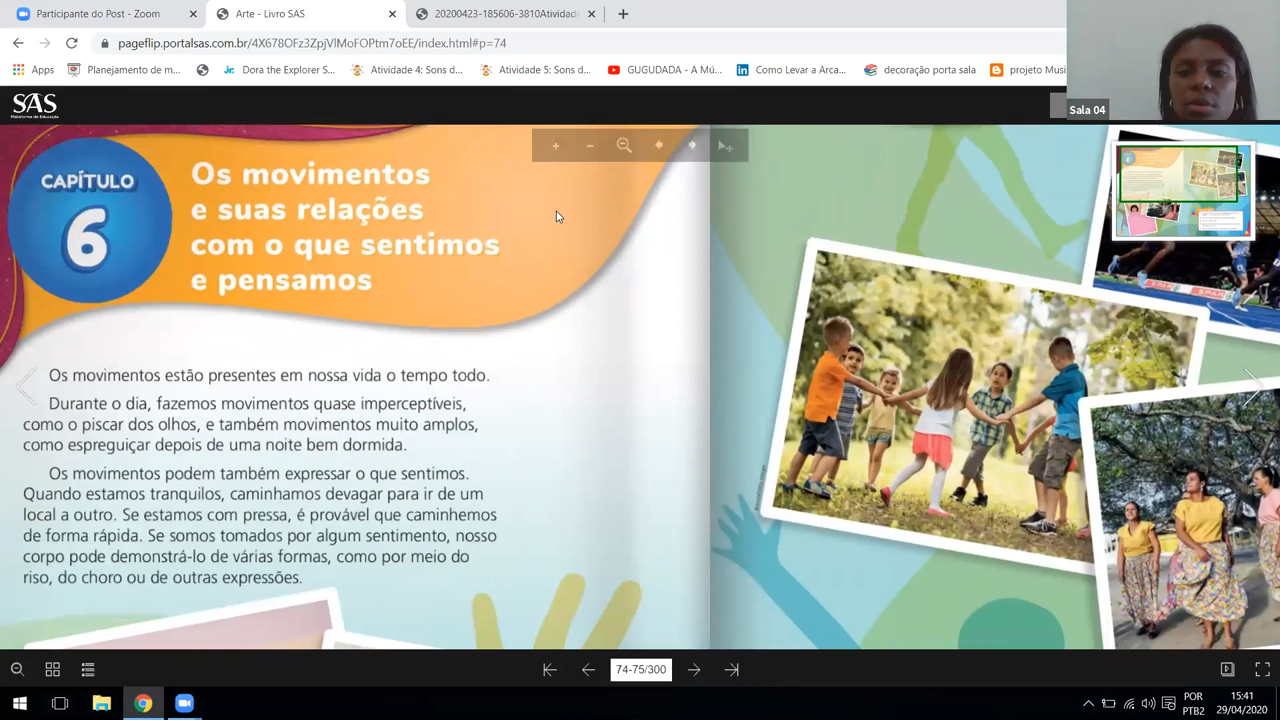 Participante do Post - Zoom
Arte - Livro SAS
20200423-185606-3810Atividade
pageflip.portalsas.com.br/4X678OFz3ZpjVlMoFOPtm7oEE/index.html#p=74
Apps
Planejamento de m...
Dora the Explorer S...
Atividade 4: Sons d...
Atividade 5: Sons d...
GUGUDADA - A Mú...
Como Levar a Arca...
decoração porta sala
projeto Musi
Sala 04
SAS
Plataforma de Educação
CAPÍTULO
6
Os movimentos
e suas relações
com o que sentimos
e pensamos
Os movimentos estão presentes em nossa vida o tempo todo.
Durante o dia, fazemos movimentos quase imperceptíveis,
como o piscar dos olhos, e também movimentos muito amplos,
como espreguiçar depois de uma noite bem dormida.
Os movimentos podem também expressar o que sentimos.
Quando estamos tranquilos, caminhamos devagar para ir de um
local a outro. Se estamos com pressa, é provável que caminhemos
de forma rápida. Se somos tomados por algum sentimento, nosso
corpo pode demonstrá-lo de várias formas, como por meio do
riso, do choro ou de outras expressões.
74-75/300
POR
PTB2
15:41
29/04/2020